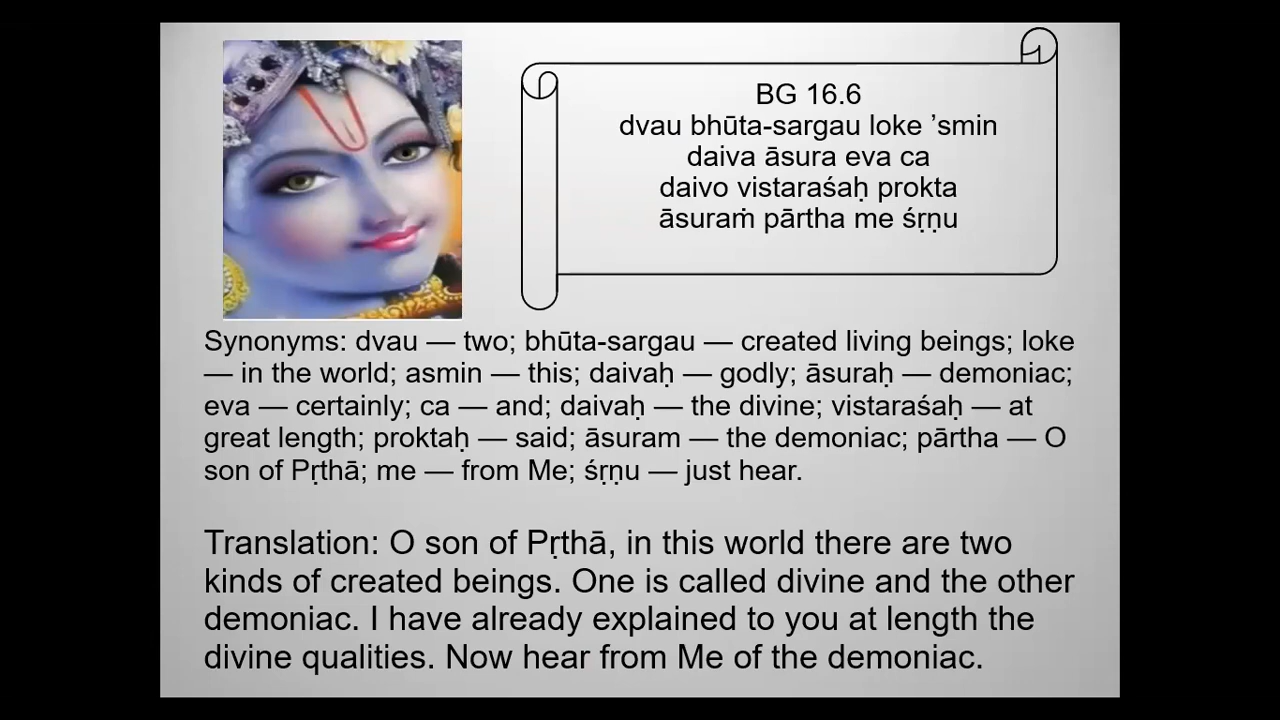 BG 16.6
dvau bhūta-sargau loke ’smin
daiva āsura eva ca
daivo vistaraśaḥ prokta
āsuraṁ pārtha me śṛṇu
Synonyms: dvau — two; bhūta-sargau — created living beings; loke
— in the world; asmin — this; daivaḥ — godly; āsuraḥ — demoniac;
eva — certainly; ca — and; daivaḥ — the divine; vistaraśaḥ — at
great length; proktaḥ — said; āsuram — the demoniac; pārtha — O
son of Pṛthā; me — from Me; śṛṇu — just hear.
Translation: O son of Pṛthā, in this world there are two
kinds of created beings. One is called divine and the other
demoniac. I have already explained to you at length the
divine qualities. Now hear from Me of the demoniac.